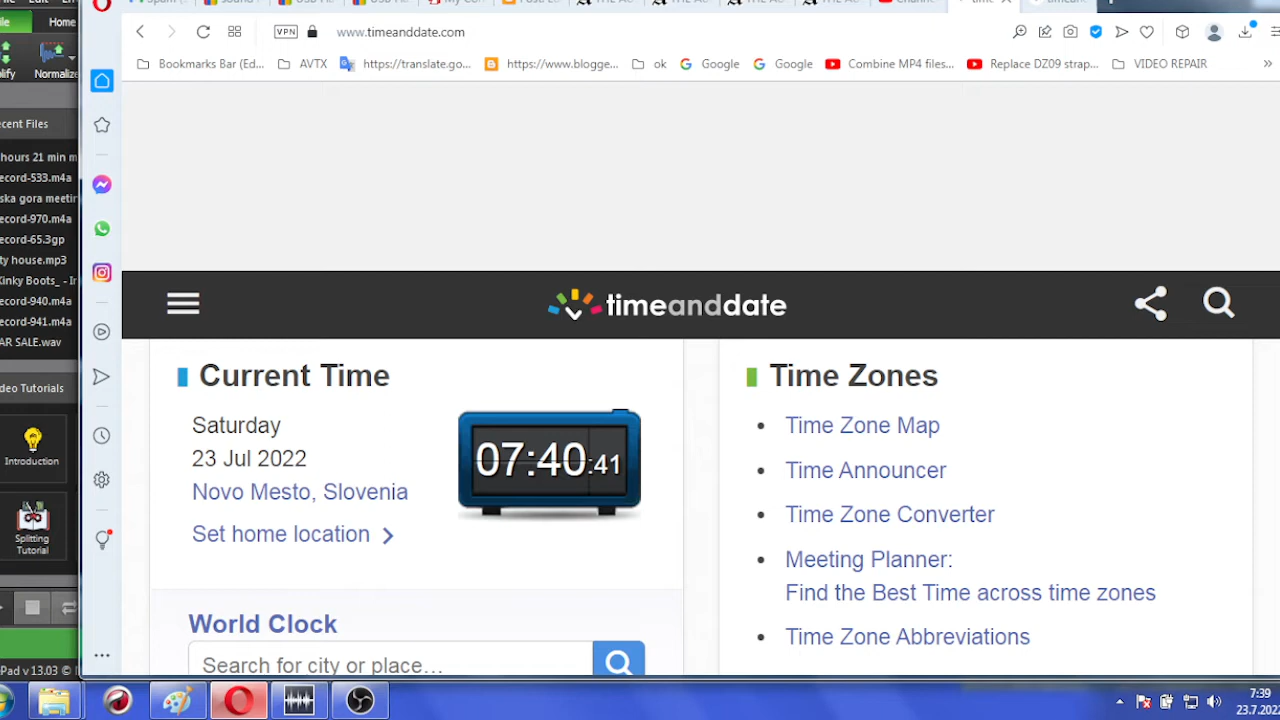 Home
www.timeanddate.com
VPN
Bookmarks Bar (Ed...
AVTX
https://translate.go...
https://www.blogge...
ok
Google
Google
Combine MP4 files...
Replace DZ09 strap...
VIDEO REPAIR
»
Normalize
ecent Files
hours 21 min m
ecord-533.m4a
ska gora meetin
ecord-970.m4a
ecord-65.3gp
ty house.mp3
Kinky Boots_ - In
ecord-940.m4a
ecord-941.m4a
AR SALE.wav
deo Tutorials
Introduction
Splitting
Tutorial
Pad v 13.03 ©
timeanddate
Current Time
Saturday
23 Jul 2022
Novo Mesto, Slovenia
Set home location
07:40:41
World Clock
Search for city or place...
Time Zones
Time Zone Map
Time Announcer
Time Zone Converter
Meeting Planner:
Find the Best Time across time zones
Time Zone Abbreviations
7:39
23.7.202